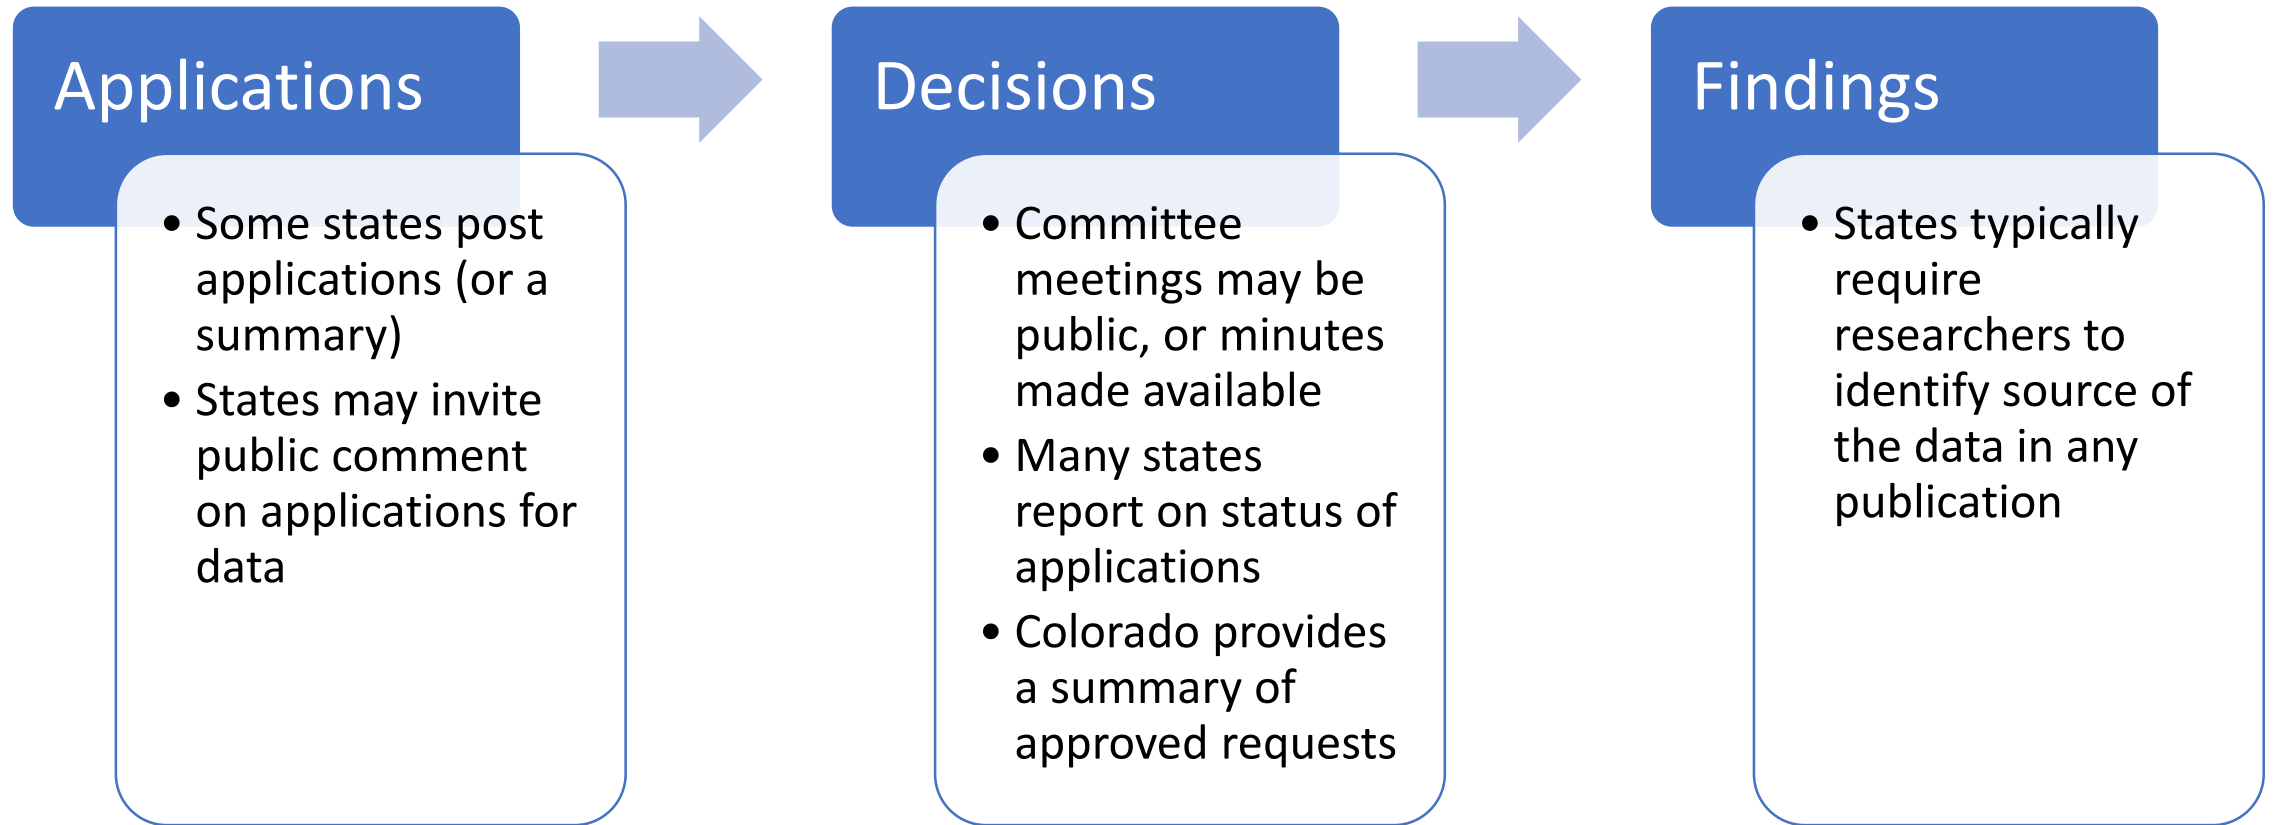 Applications
• Some states post
applications (or a
summary)
• States may invite
public comment
on applications for
data
Decisions
• Committee
meetings may be
public, or minutes
made available
• Many states
report on status of
applications
• Colorado provides
a summary of
approved requests
Findings
• States typically
require
researchers to
identify source of
the data in any
publication